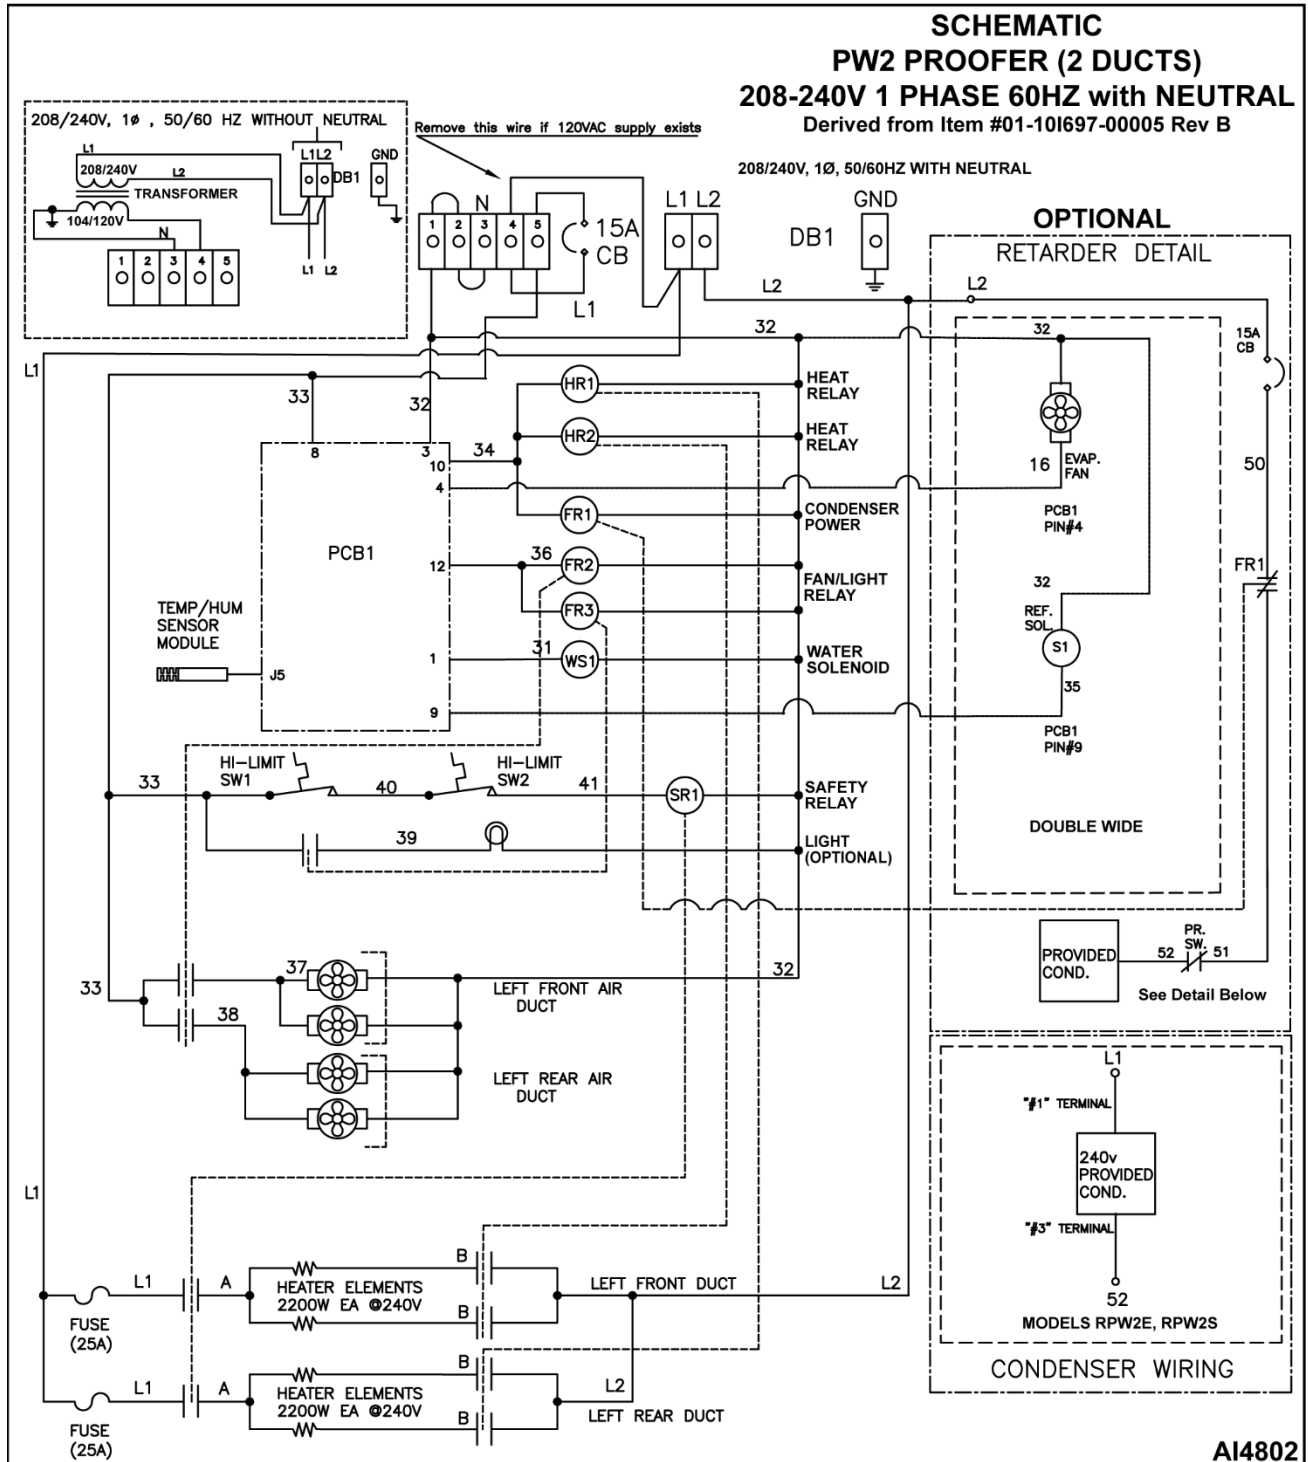 SCHEMATIC
PW2 PROOFER (2 DUCTS)
208-240V 1 PHASE 60HZ with NEUTRAL
Derived from Item #01-10I697-00005 Rev B
208/240V, 1ø , 50/60 HZ WITHOUT NEUTRAL
L1
208/240V
L2
TRANSFORMER
104/120V
N
L1L2
DB1
GND
L1 L2
1 2 3 4 5
Remove this wire if 120VAC supply exists
208/240V, 1Ø, 50/60HZ WITH NEUTRAL
N
1 2 3 4 5
15A
CB
L1
L1 L2
DB1
GND
L2
32
L1
33
32
8
3
10
34
4
12
36
1
31
9
PCB1
J5
TEMP/HUM
SENSOR
MODULE
HR1
HEAT
RELAY
HR2
HEAT
RELAY
FR1
CONDENSER
POWER
FR2
FAN/LIGHT
RELAY
FR3
WS1
WATER
SOLENOID
33
HI-LIMIT
SW1
40
HI-LIMIT
SW2
41
SR1
SAFETY
RELAY
39
LIGHT
(OPTIONAL)
33
37
38
32
LEFT FRONT AIR
DUCT
LEFT REAR AIR
DUCT
L1
L1
FUSE
(25A)
A
HEATER ELEMENTS
2200W EA @240V
B
B
LEFT FRONT DUCT
L2
L1
FUSE
(25A)
A
HEATER ELEMENTS
2200W EA @240V
B
B
L2
LEFT REAR DUCT
OPTIONAL
RETARDER DETAIL
L2
32
15A
CB
16
EVAP.
FAN
50
PCB1
PIN#4
FR1
32
REF.
SOL.
S1
35
PCB1
PIN#9
DOUBLE WIDE
PROVIDED
COND.
52
PR.
SW.
51
See Detail Below
L1
"#1" TERMINAL
240v
PROVIDED
COND.
"#3" TERMINAL
52
MODELS RPW2E, RPW2S
CONDENSER WIRING
AI4802